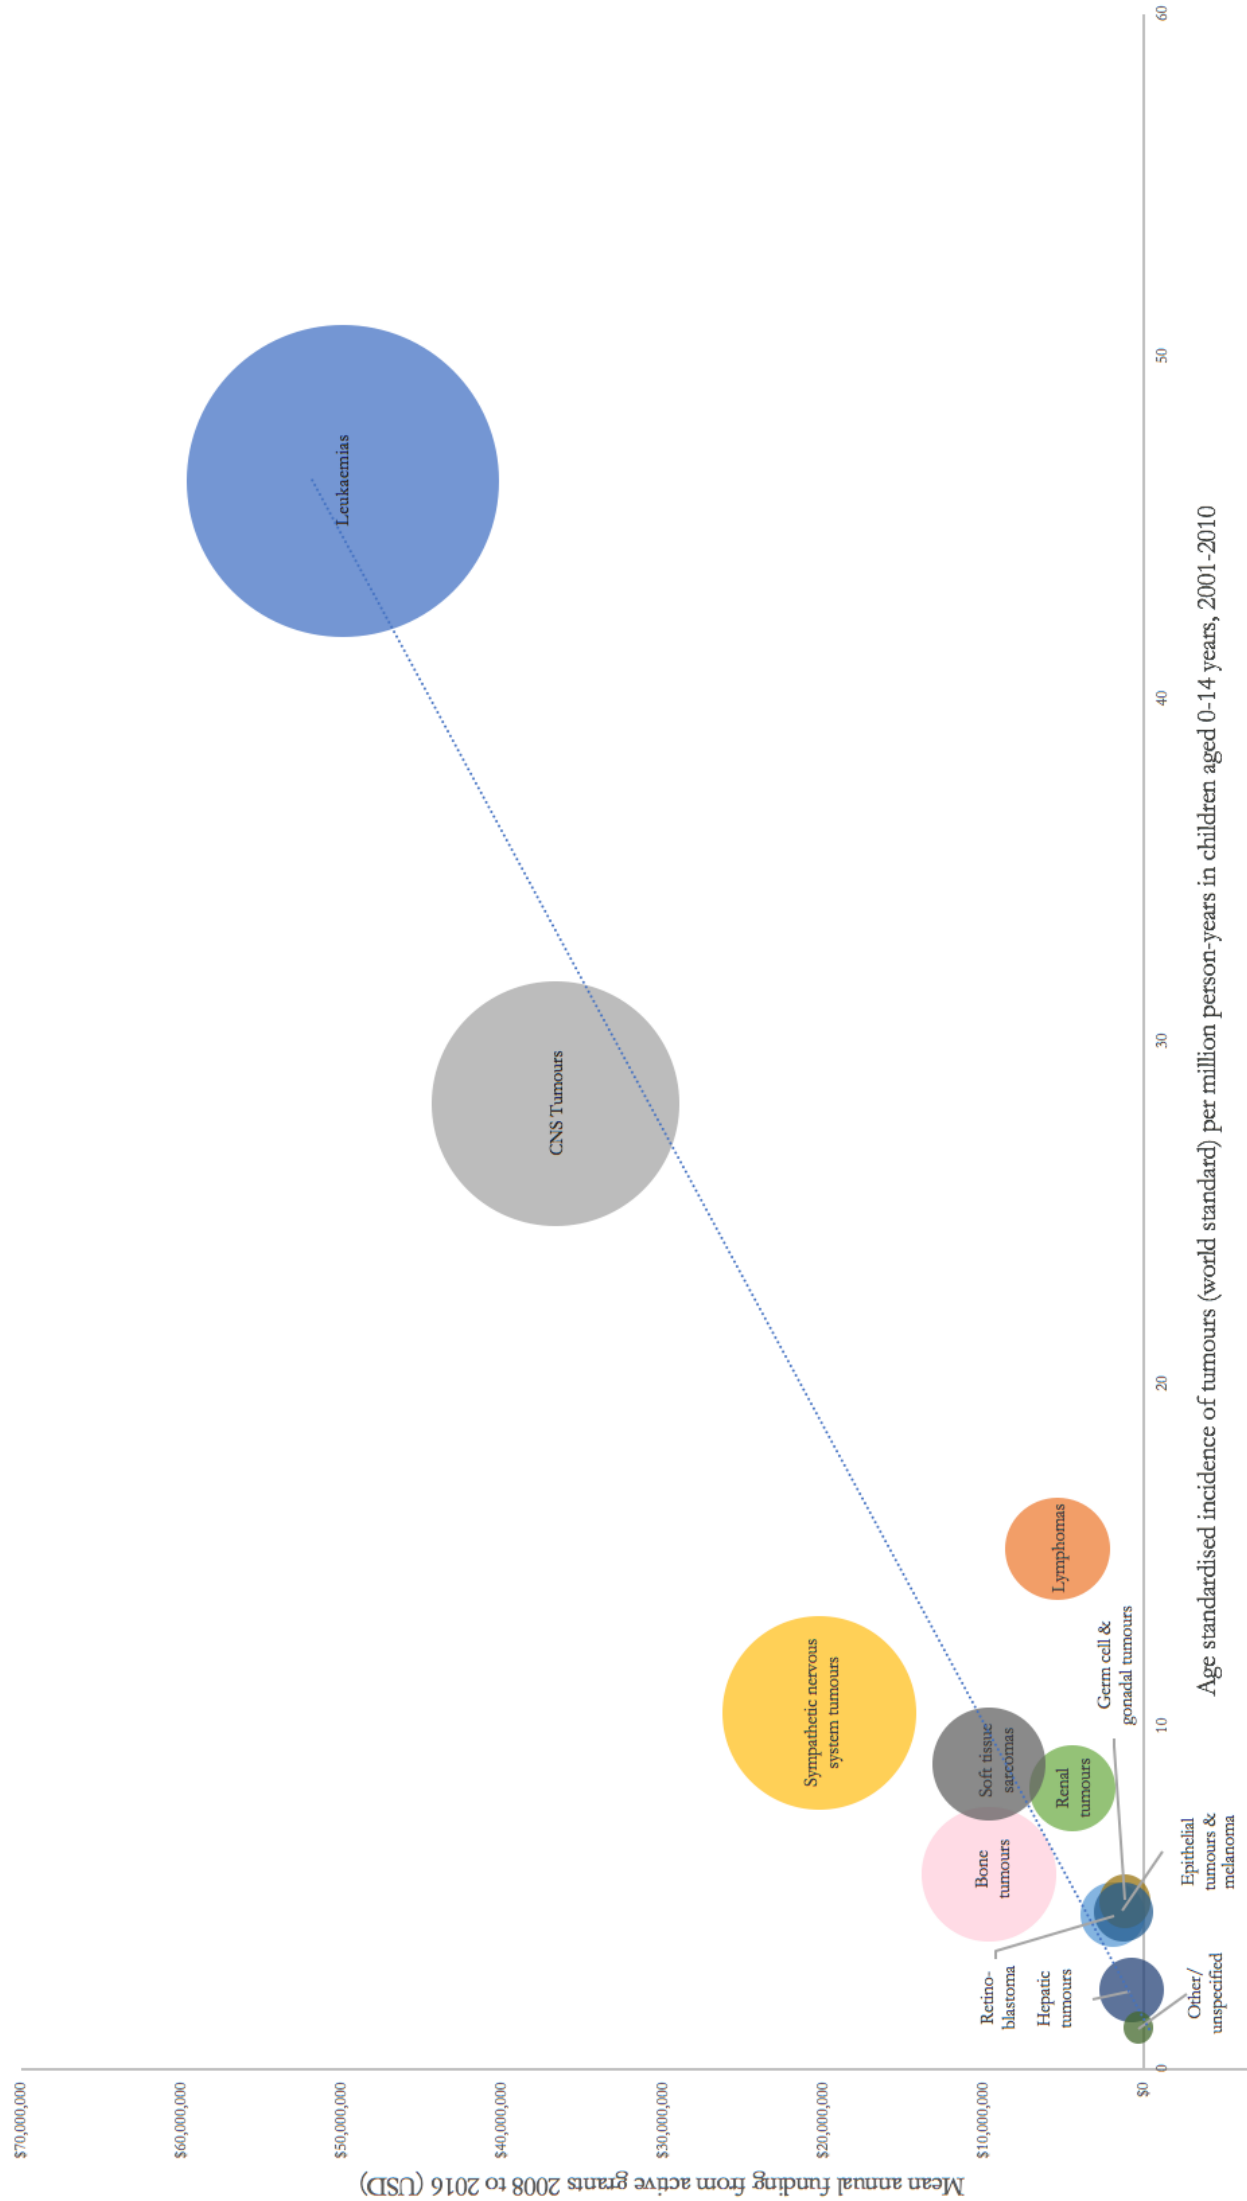 Mean annual funding from active grants 2008 to 2016 (USD)
$70,000,000
$60,000,000
$50,000,000
$40,000,000
$30,000,000
$20,000,000
$10,000,000
$0
Leukaemias
CNS Tumours
Sympathetic nervous
system tumours
Lymphomas
Soft tissue
sarcomas
Bone
tumours
Renal
tumours
Germ cell &
gonadal tumours
Retino-
blastoma
Hepatic
tumours
Epithelial
tumours &
melanoma
Other/
unspecified
0
10
20
30
40
50
60
Age standardised incidence of tumours (world standard) per million person-years in children aged 0-14 years, 2001-2010